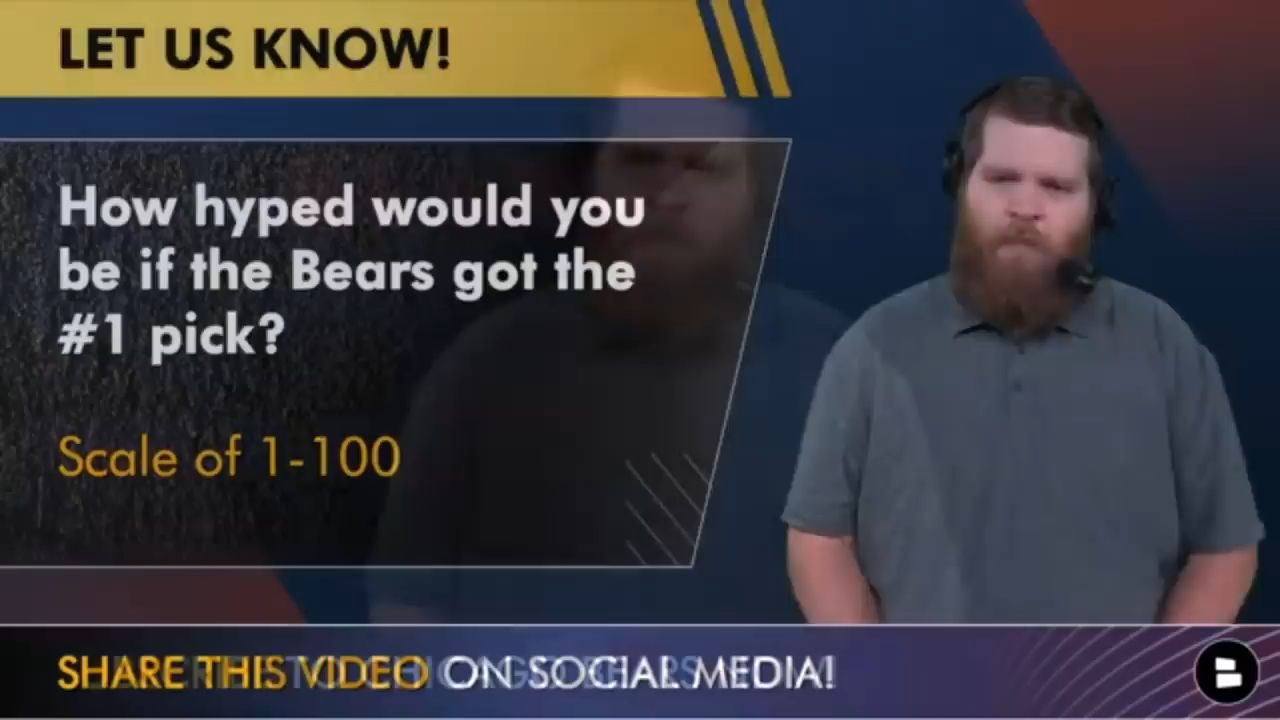 LET US KNOW!
How hyped would you
be if the Bears got the
#1 pick?
Scale of 1-100
SHARE THIS VIDEO ON SOCIAL MEDIA!